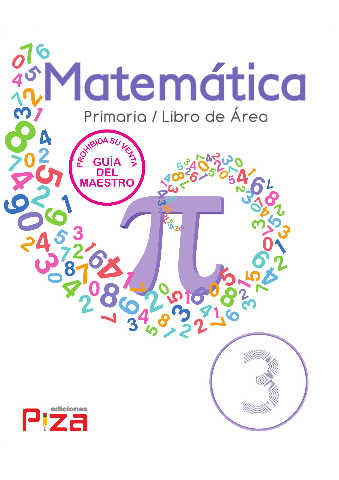 Matemática
Primaria / Libro de Área
PROHIBIDA SU VENTA
GUÍA
DEL
MAESTRO
π
3
ediciones
Piza